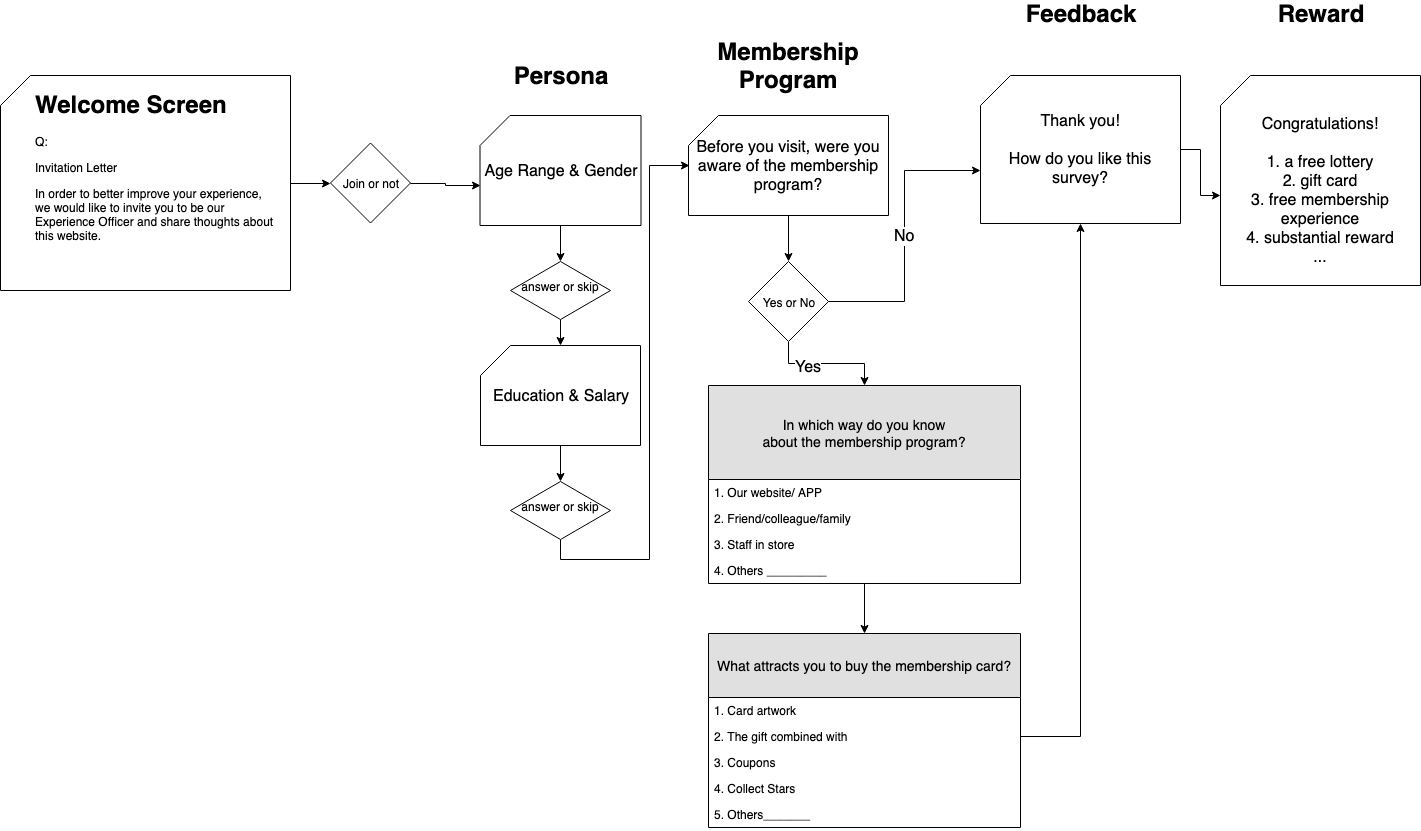 Welcome Screen
Q:
Invitation Letter
In order to better improve your experience,
we would like to invite you to be our
Experience Officer and share thoughts about
this website.
Join or not
Persona
Age Range & Gender
answer or skip
Education & Salary
answer or skip
Membership
Program
Before you visit, were you
aware of the membership
program?
Yes or No
No
Yes
In which way do you know
about the membership program?
1. Our website/ APP
2. Friend/colleague/family
3. Staff in store
4. Others _________
What attracts you to buy the membership card?
1. Card artwork
2. The gift combined with
3. Coupons
4. Collect Stars
5. Others_______
Feedback
Thank you!
How do you like this
survey?
Reward
Congratulations!
1. a free lottery
2. gift card
3. free membership
experience
4. substantial reward
...